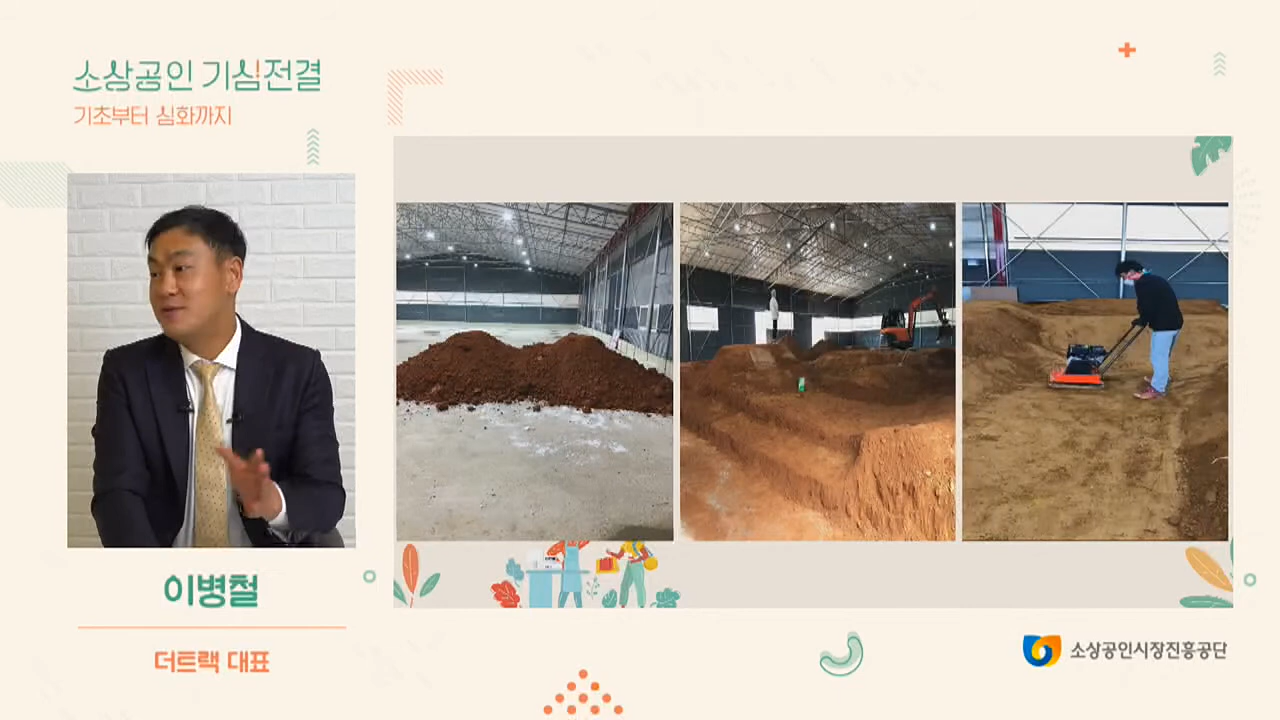 소상공인 기심!전결
기초부터 심화까지
이병철
더트랙 대표
소상공인시장진흥공단